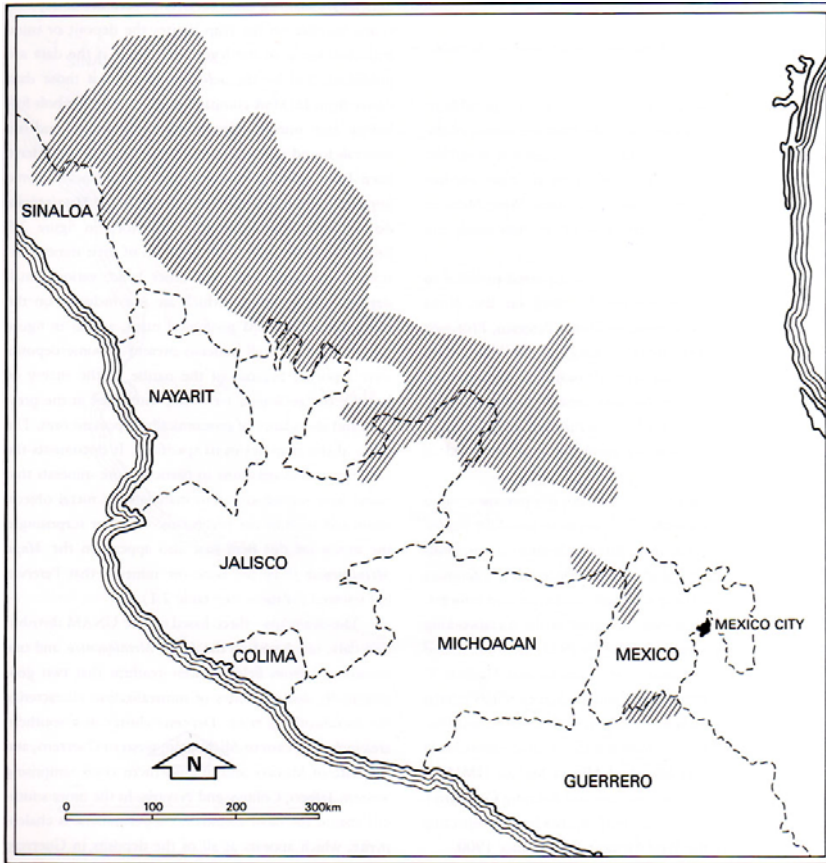 SINALOA
NAYARIT
JALISCO
COLIMA
MICHOACAN
MEXICO
MEXICO CITY
GUERRERO
N
0 100 200 300km